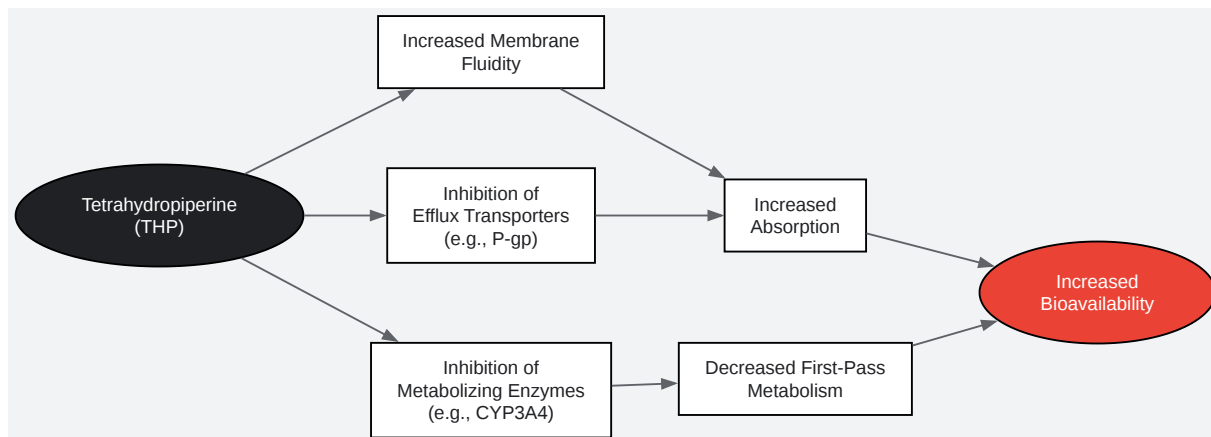 Increased Membrane
Fluidity
Tetrahydropiperine
(THP)
Inhibition of
Efflux Transporters
(e.g., P-gp)
Increased
Absorption
Increased
Bioavailability
Inhibition of
Metabolizing Enzymes
(e.g., CYP3A4)
Decreased First-Pass
Metabolism